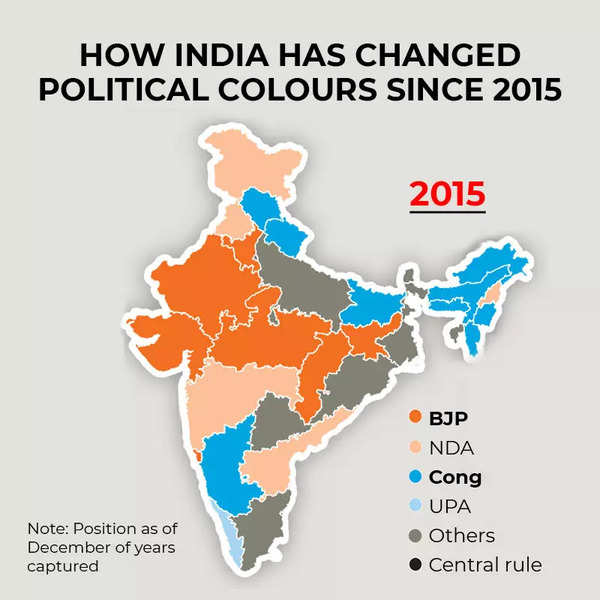 HOW INDIA HAS CHANGED
POLITICAL COLOURS SINCE 2015
2015
BJP
NDA
Cong
UPA
Others
Central rule
Note: Position as of
December of years
captured